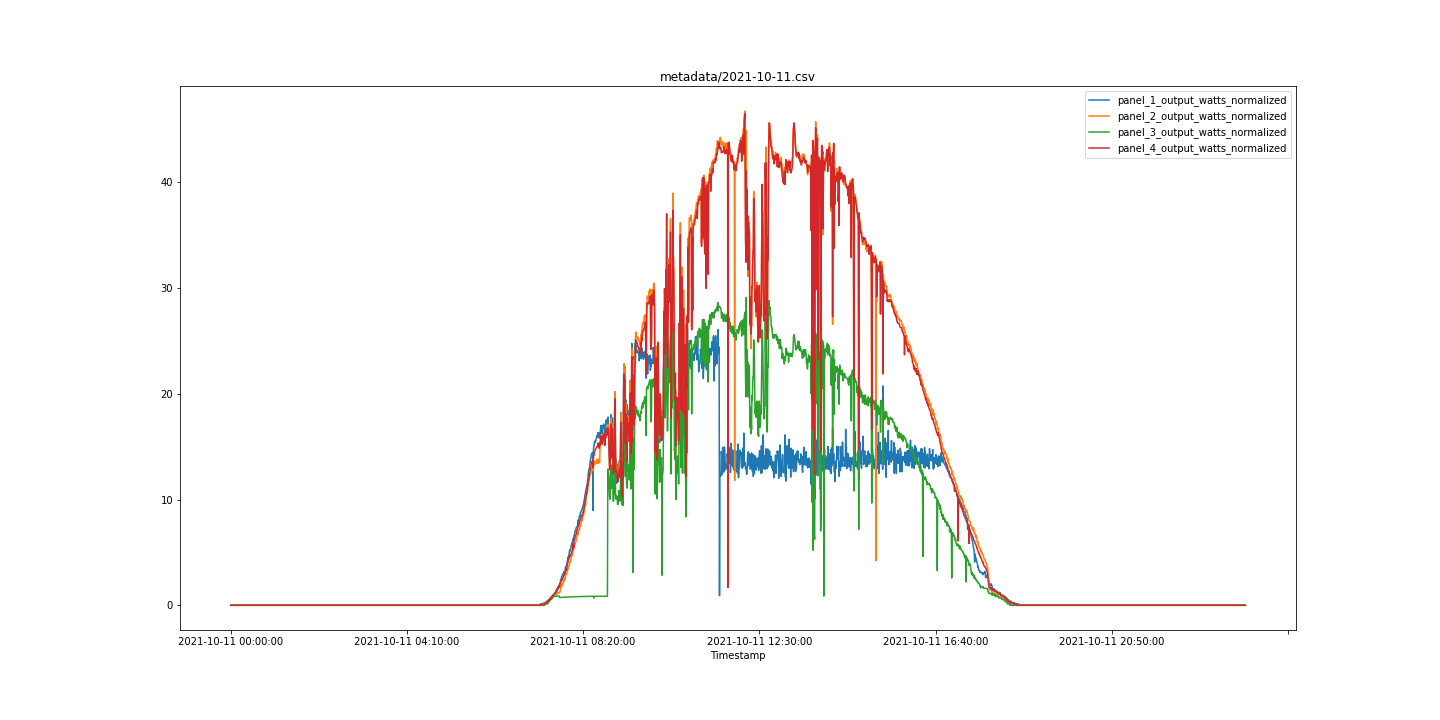 metadata/2021-10-11.csv
panel_1_output_watts_normalized
panel_2_output_watts_normalized
panel_3_output_watts_normalized
panel_4_output_watts_normalized
40
30
20
10
0
2021-10-11 00:00:00 2021-10-11 04:10:00 2021-10-11 08:20:00 2021-10-11 12:30:00 2021-10-11 16:40:00 2021-10-11 20:50:00
Timestamp